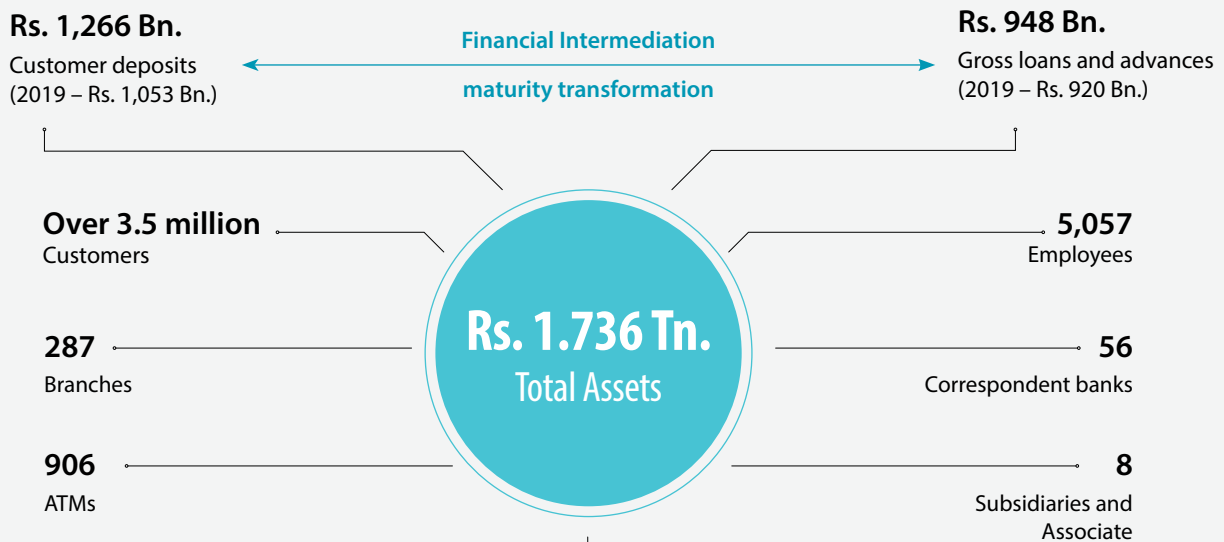 Rs. 1,266 Bn.
Customer deposits
(2019 – Rs. 1,053 Bn.)
Financial Intermediation
maturity transformation
Rs. 948 Bn.
Gross loans and advances
(2019 – Rs. 920 Bn.)
Over 3.5 million
Customers
5,057
Employees
287
Branches
Rs. 1.736 Tn.
Total Assets
56
Correspondent banks
906
ATMs
8
Subsidiaries and
Associate